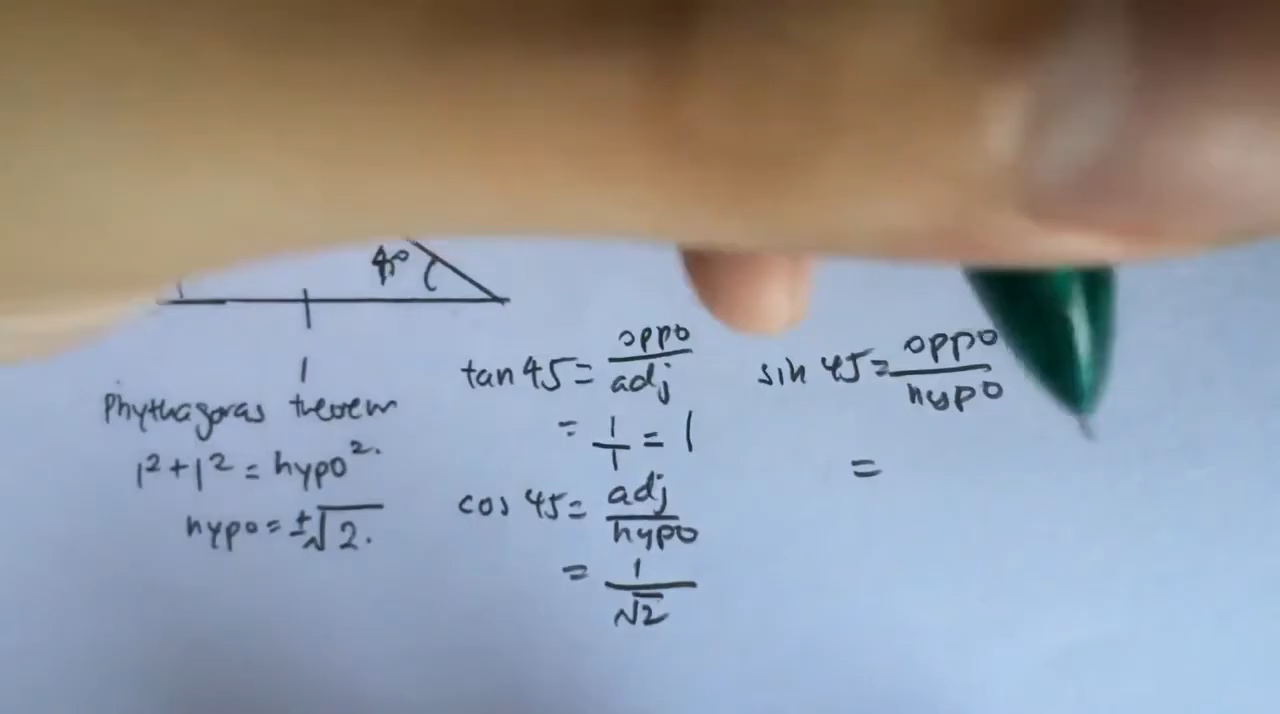 45°
1
Phythagoras theorem
1² + 1² = hypo².
hypo = ±√2.
tan 45 = oppo/adj
= 1/1 = 1
cos 45 = adj/hypo
= 1/√2
sin 45 = oppo/hypo
=